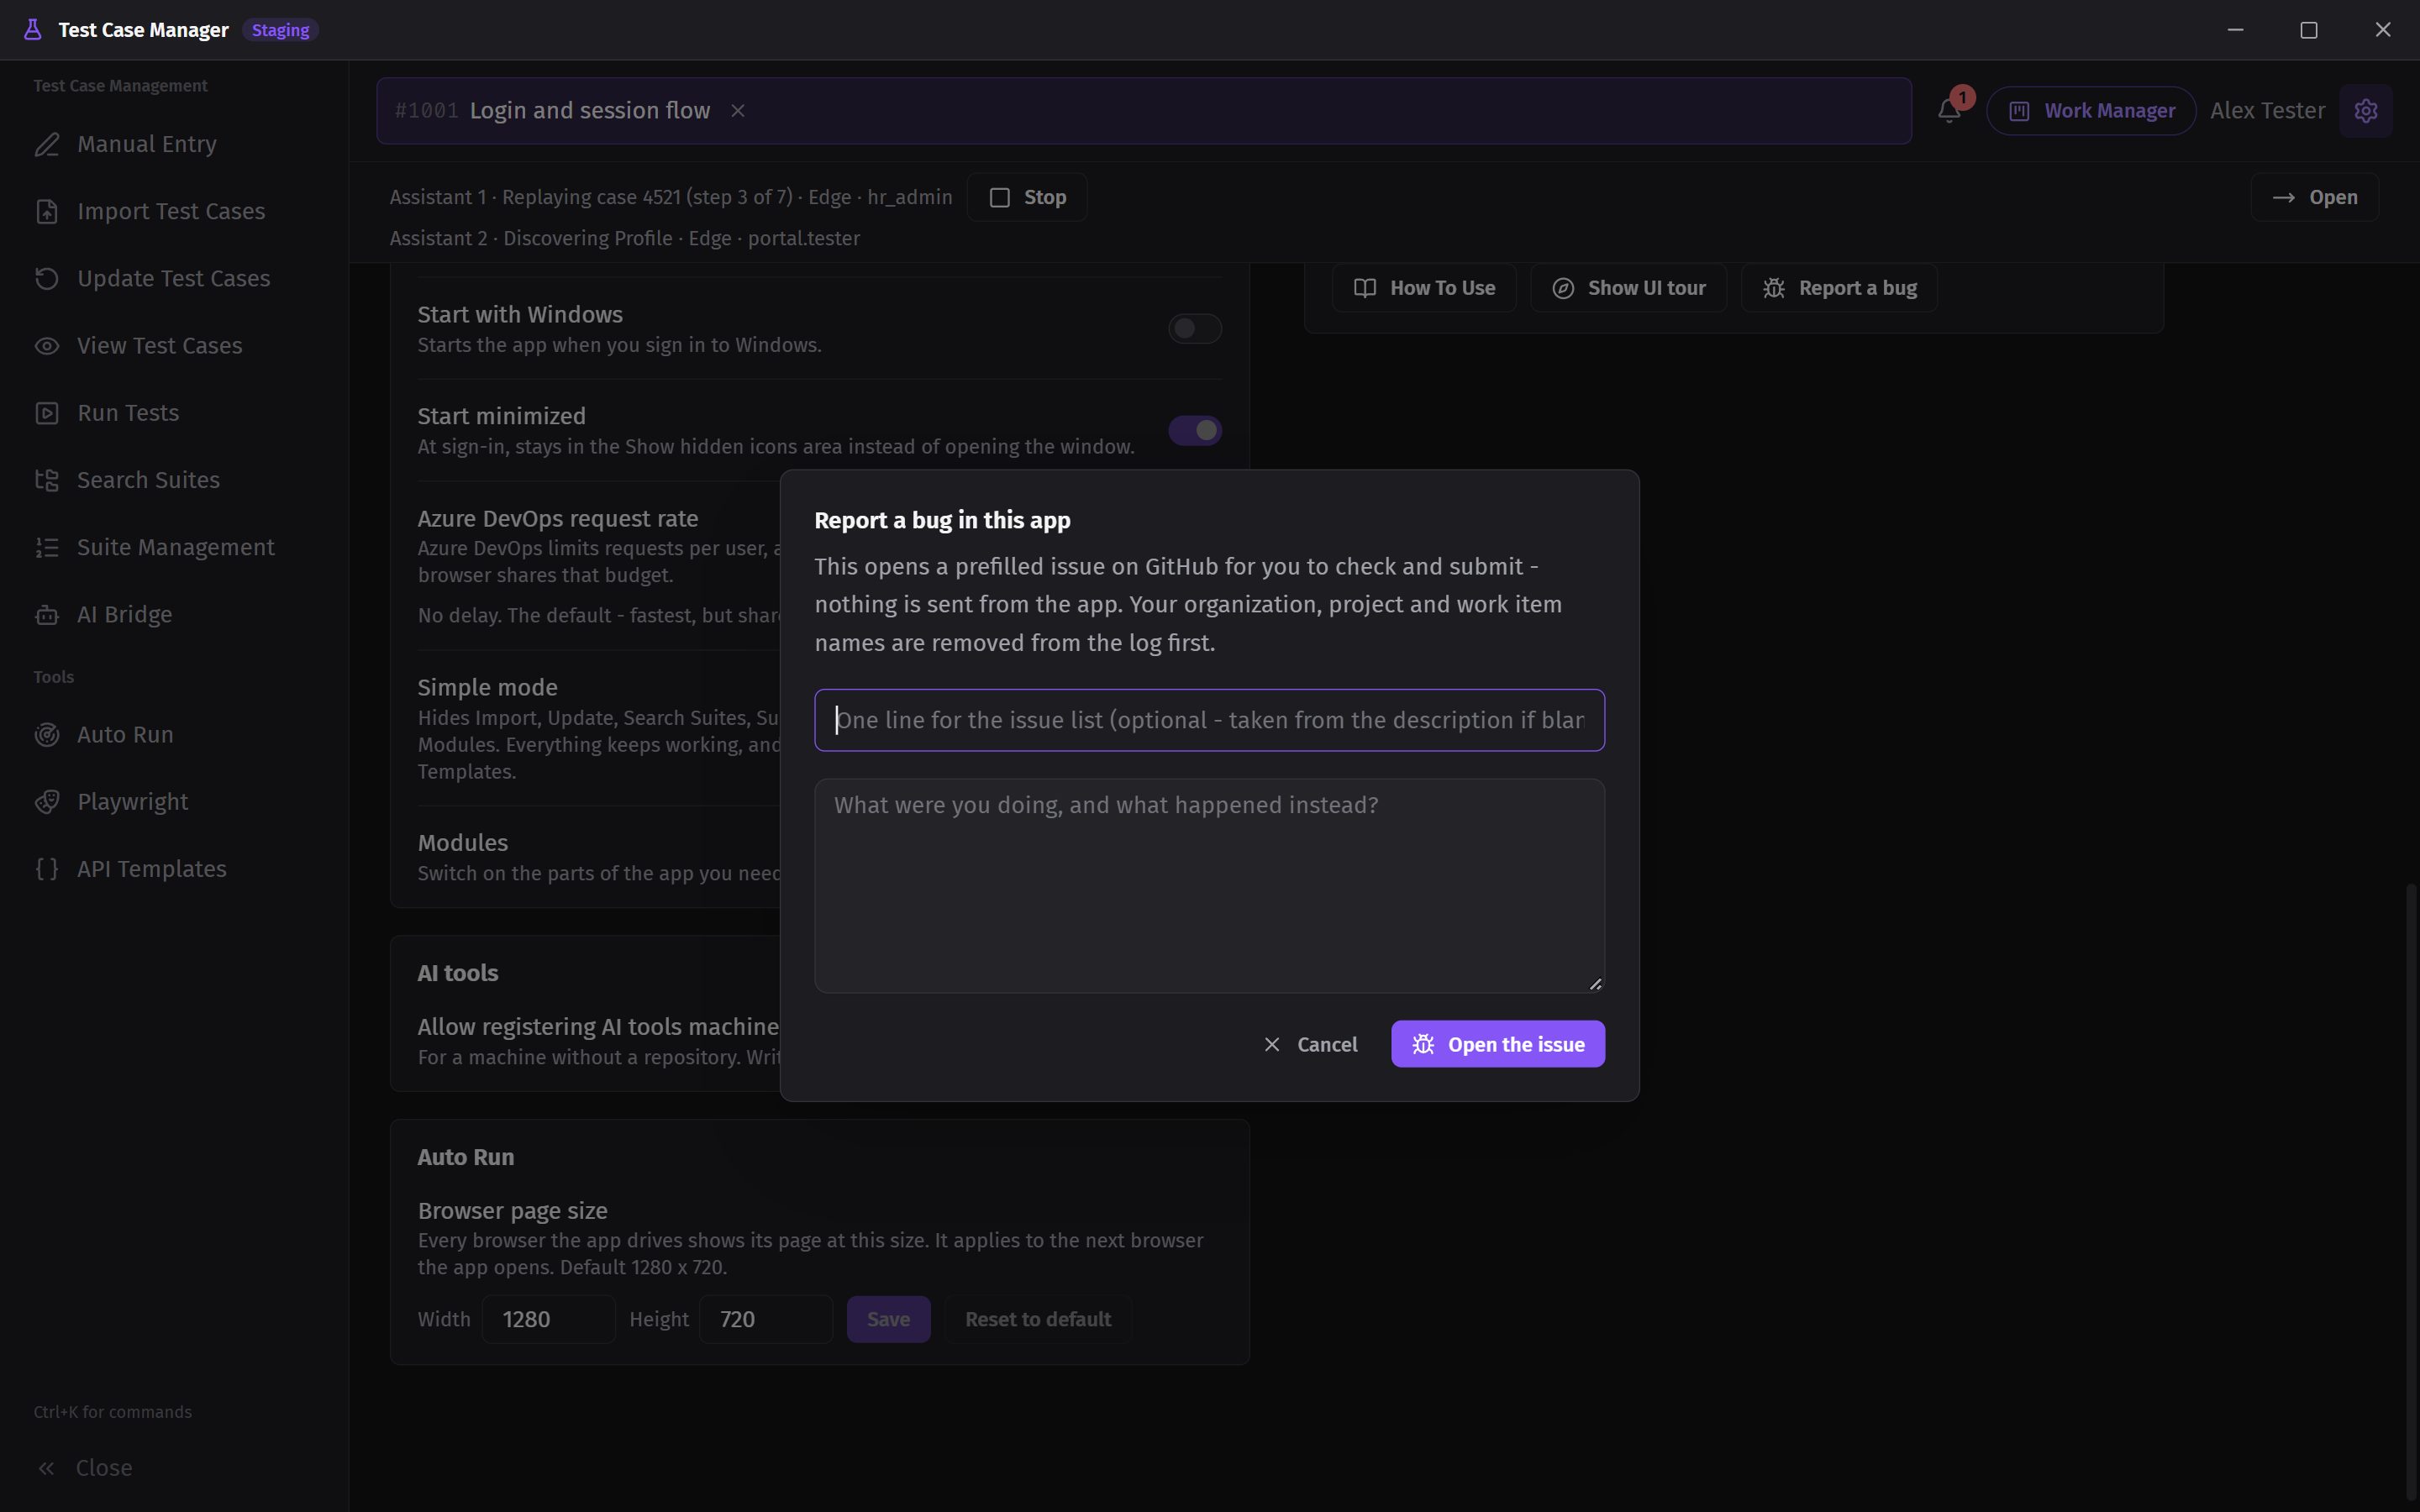 Test Case Manager Staging
Test Case Management
Manual Entry
Import Test Cases
Update Test Cases
View Test Cases
Run Tests
Search Suites
Suite Management
AI Bridge
Tools
Auto Run
Playwright
API Templates
Ctrl+K for commands
Close
#1001 Login and session flow
1
Work Manager
Alex Tester
Assistant 1 · Replaying case 4521 (step 3 of 7) · Edge · hr_admin
Stop
Open
Assistant 2 · Discovering Profile · Edge · portal.tester
How To Use
Show UI tour
Report a bug
Start with Windows
Starts the app when you sign in to Windows.
Start minimized
At sign-in, stays in the Show hidden icons area instead of opening the window.
Azure DevOps request rate
Azure DevOps limits requests per user,
browser shares that budget.
No delay. The default - fastest, but
Simple mode
Hides Import, Update, Search Suites,
Modules. Everything keeps working,
Templates.
Modules
Switch on the parts of the app you need
AI tools
Allow registering AI tools machine
For a machine without a repository.
Auto Run
Browser page size
Every browser the app drives shows its page at this size. It applies to the next browser
the app opens. Default 1280 x 720.
Width 1280 Height 720 Save Reset to default
Report a bug in this app
This opens a prefilled issue on GitHub for you to check and submit -
nothing is sent from the app. Your organization, project and work item
names are removed from the log first.
One line for the issue list (optional - taken from the description if
What were you doing, and what happened instead?
Cancel
Open the issue